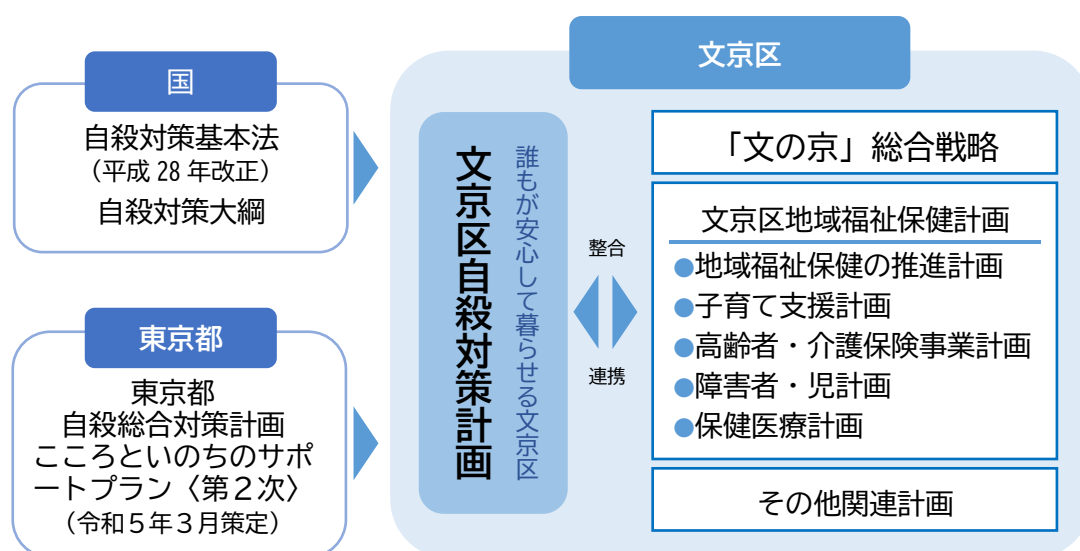 国
自殺対策基本法
（平成 28 年改正）
自殺対策大綱
東京都
東京都
自殺総合対策計画
こころといのちのサポ
ートプラン〈第２次〉
（令和５年３月策定）
文京区
誰もが安心して暮らせる文京区
文京区自殺対策計画
整合
連携
「文の京」総合戦略
文京区地域福祉保健計画
●地域福祉保健の推進計画
●子育て支援計画
●高齢者・介護保険事業計画
●障害者・児計画
●保健医療計画
その他関連計画